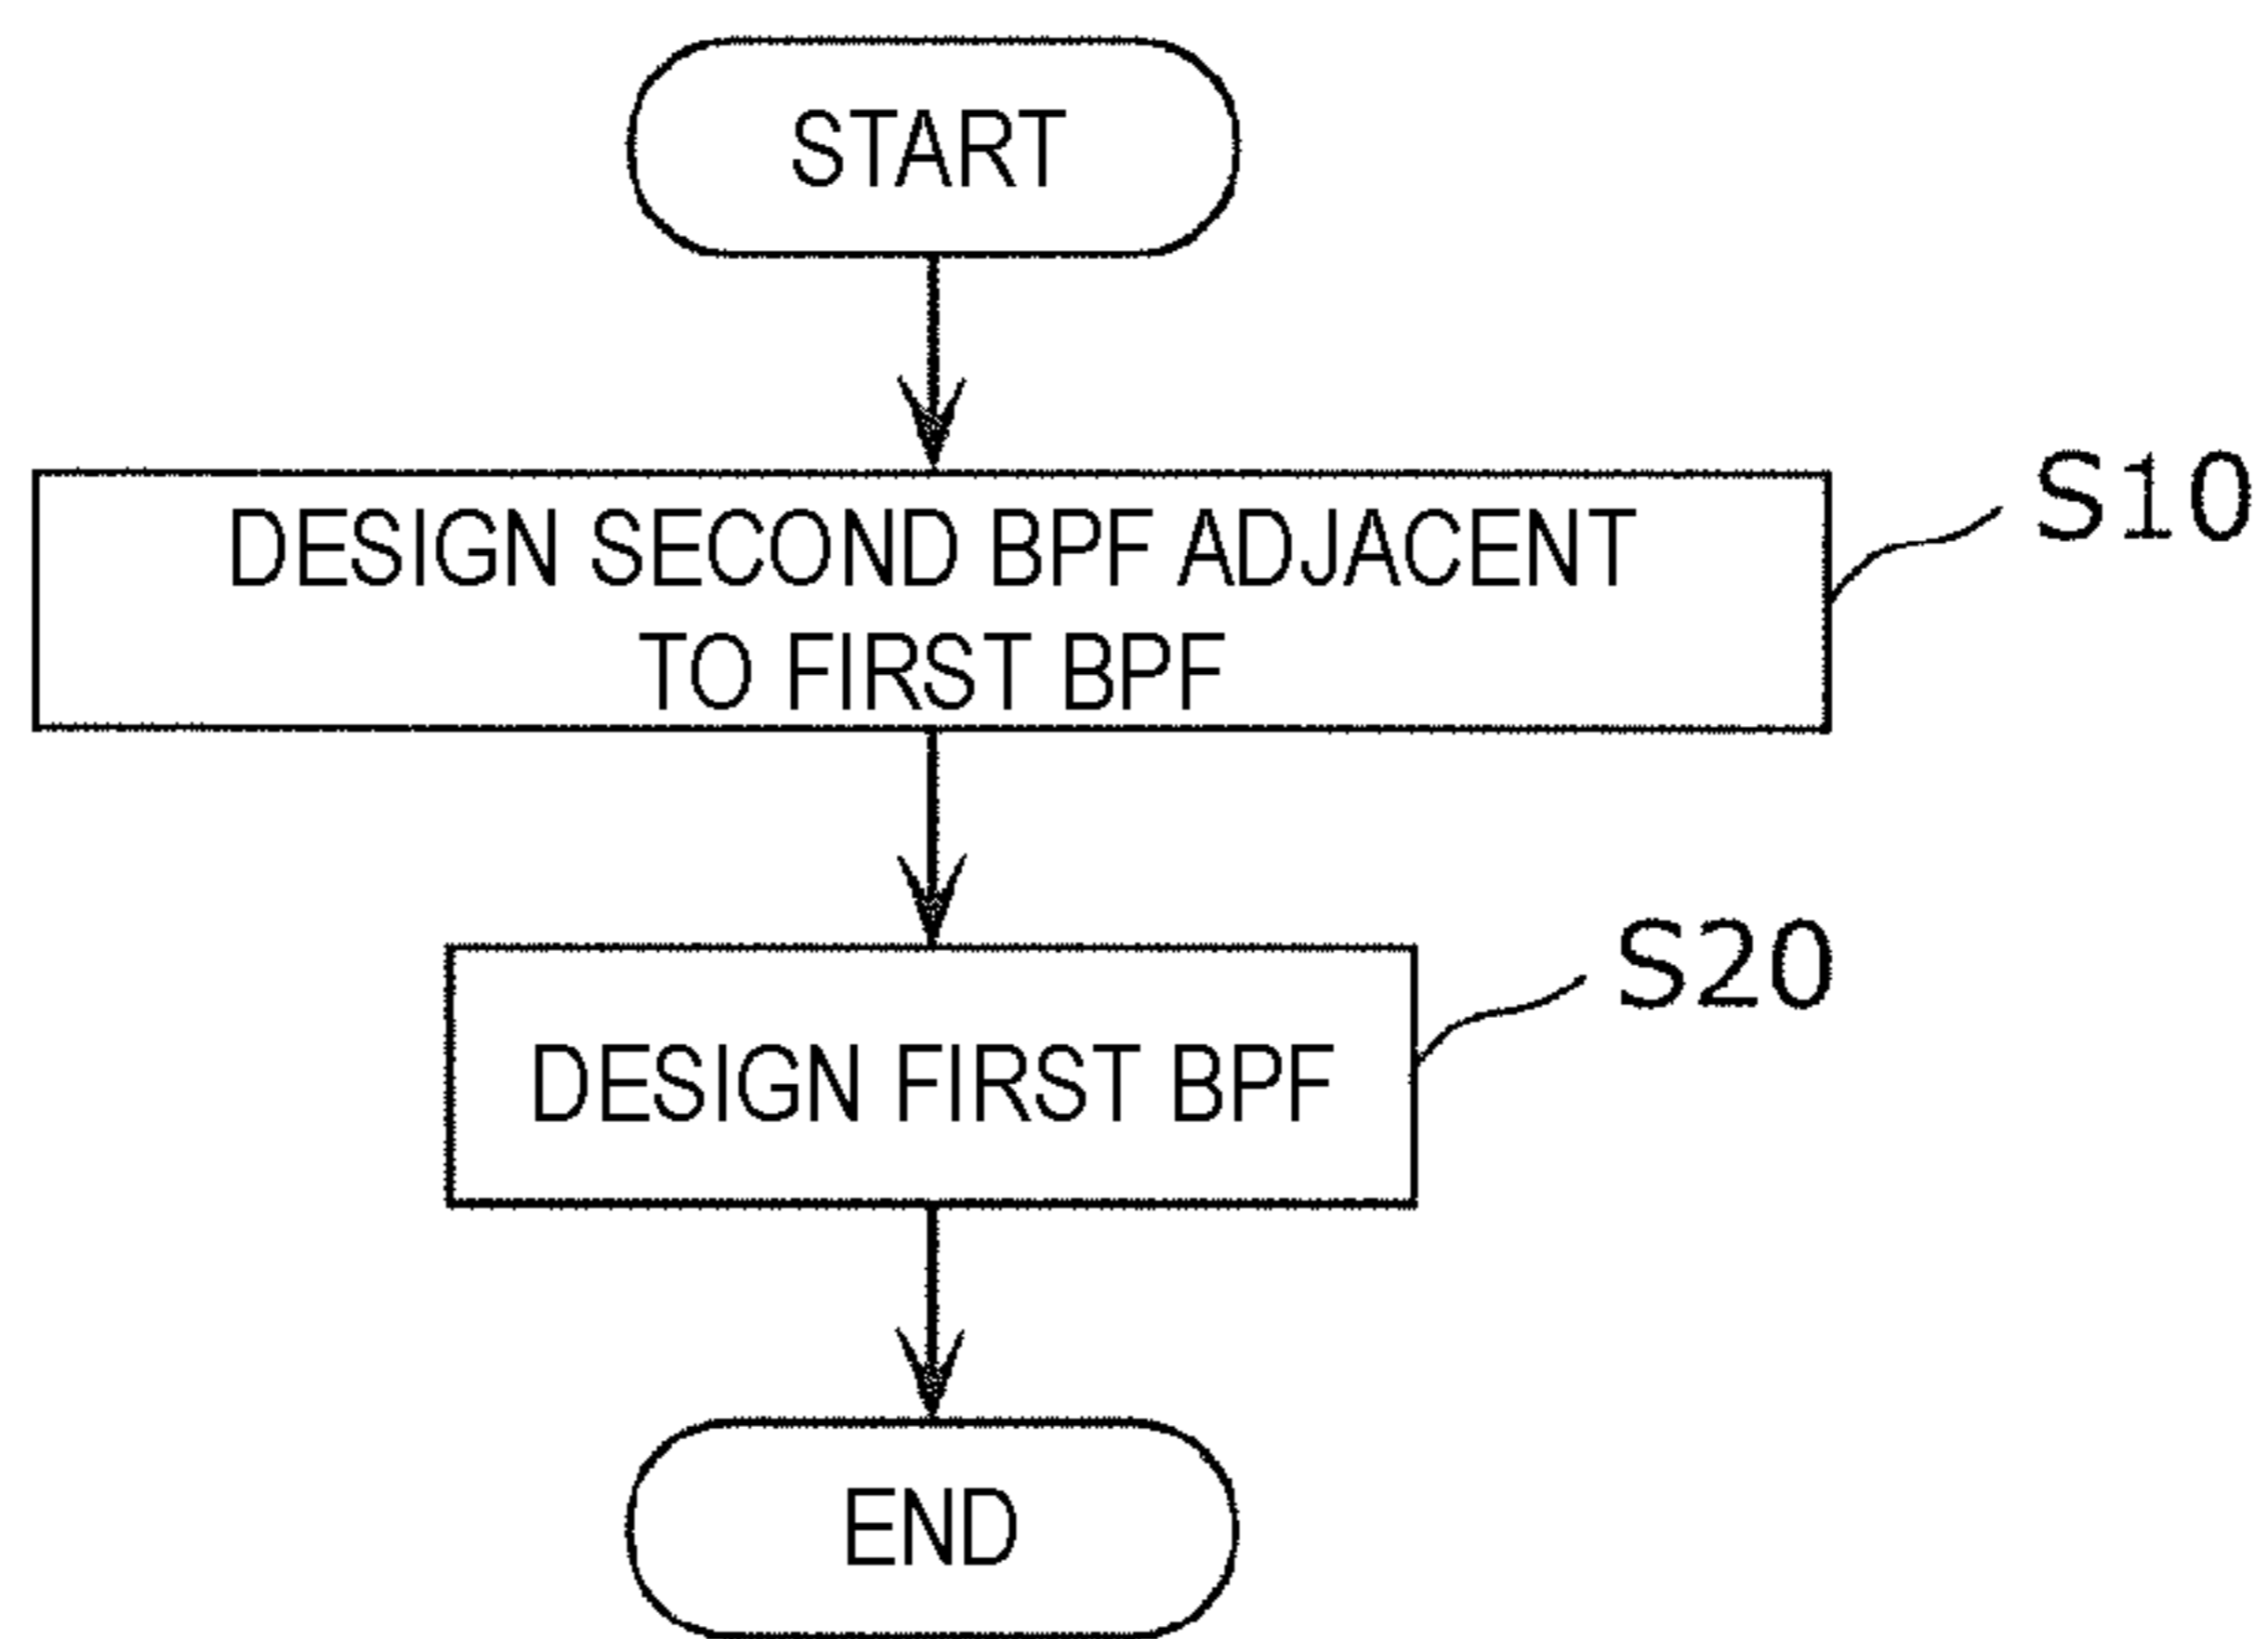 START
DESIGN SECOND BPF ADJACENT
TO FIRST BPF
S10
DESIGN FIRST BPF
S20
END